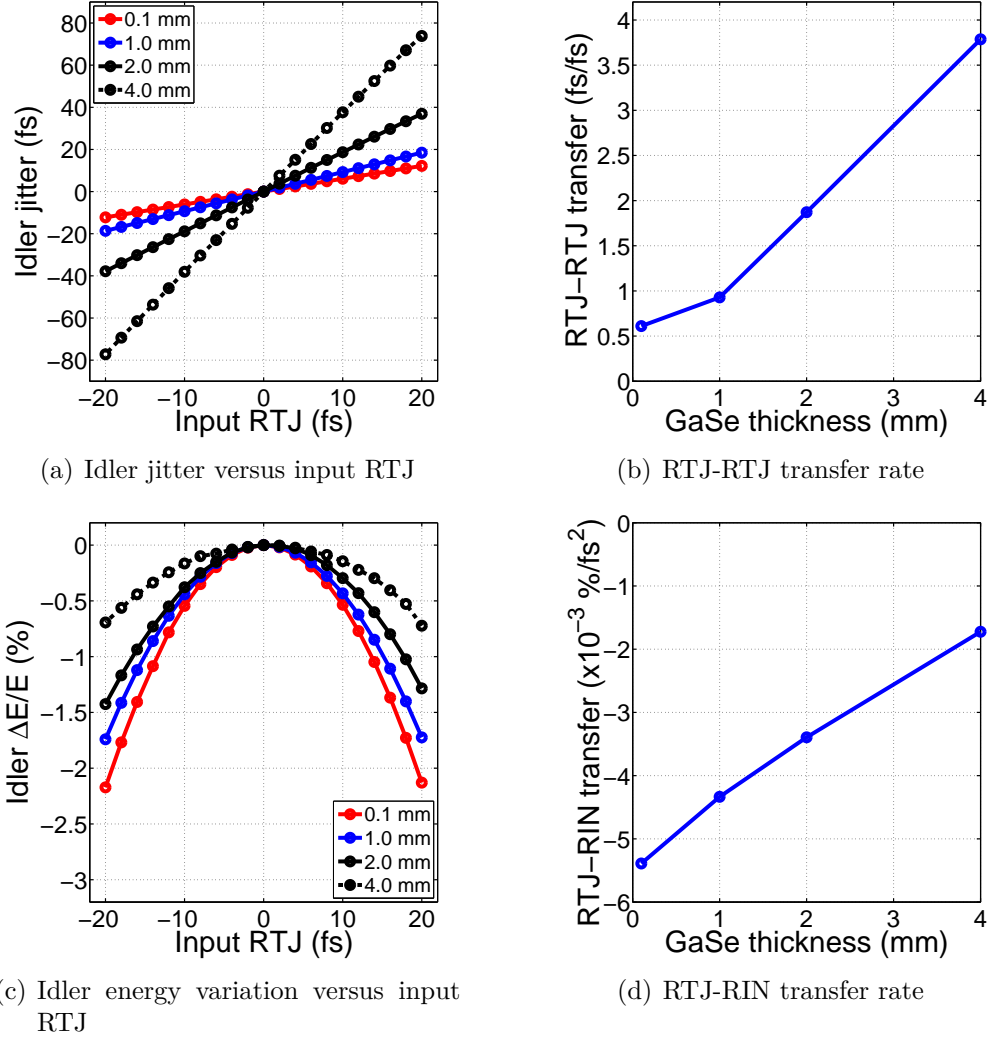 80
60
40
20
0
−20
−40
−60
−80
Idler jitter (fs)
0.1 mm
1.0 mm
2.0 mm
4.0 mm
−20 −10 0 10 20
Input RTJ (fs)
(a) Idler jitter versus input RTJ
4
3.5
3
2.5
2
1.5
1
0.5
0
RTJ−RTJ transfer (fs/fs)
0 1 2 3 4
GaSe thickness (mm)
(b) RTJ-RTJ transfer rate
0
−0.5
−1
−1.5
−2
−2.5
−3
Idler ΔE/E (%)
0.1 mm
1.0 mm
2.0 mm
4.0 mm
−20 −10 0 10 20
Input RTJ (fs)
(c) Idler energy variation versus input
RTJ
0
−1
−2
−3
−4
−5
−6
RTJ−RIN transfer (x10⁻³ %/fs²)
0 1 2 3 4
GaSe thickness (mm)
(d) RTJ-RIN transfer rate